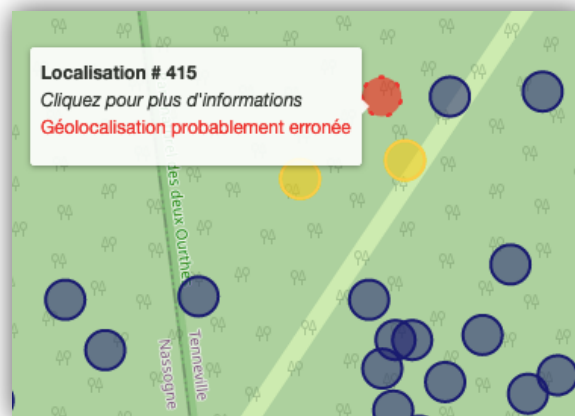 Localisation # 415
Cliquez pour plus d'informations
Géolocalisation probablement erronée
des deux Ourthe
Tenneville
Nassogne